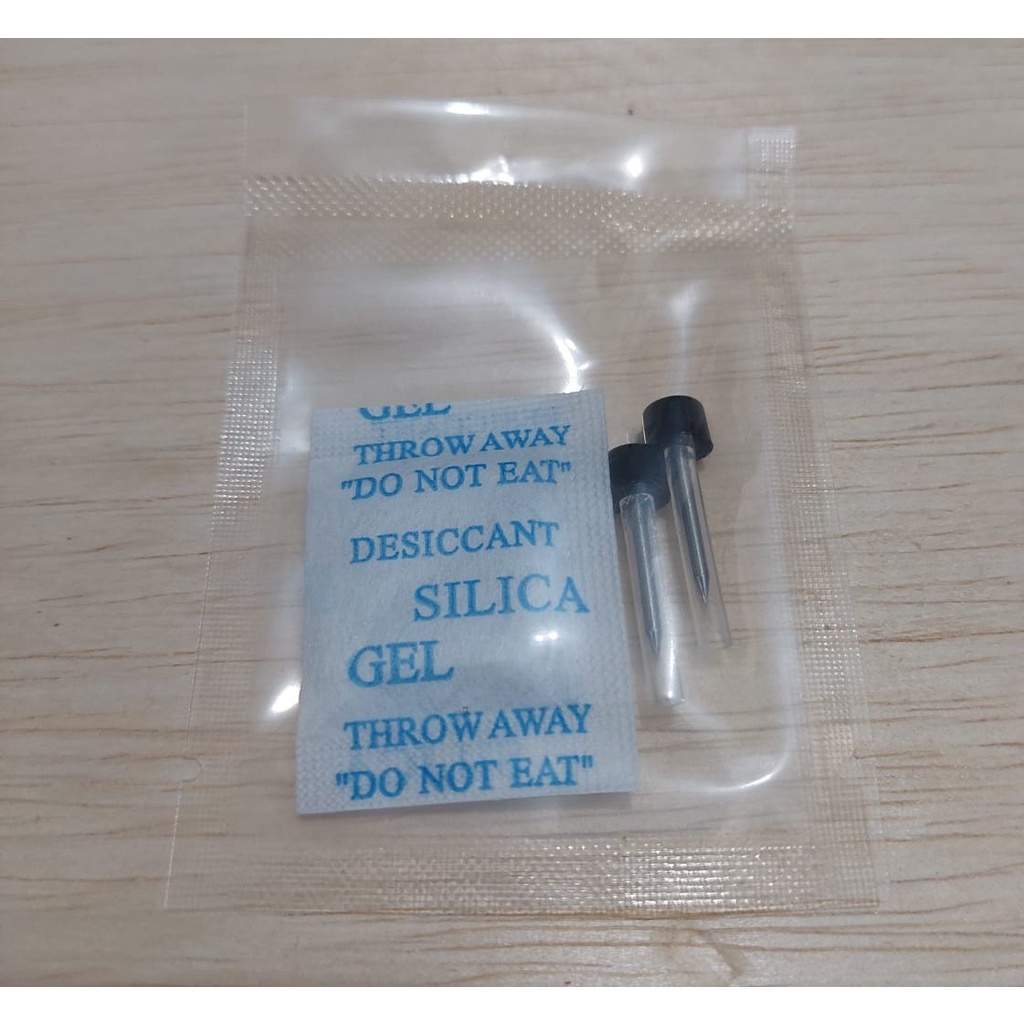 GEL
THROW AWAY
"DO NOT EAT"
DESICCANT
SILICA
GEL
THROW AWAY
"DO NOT EAT"